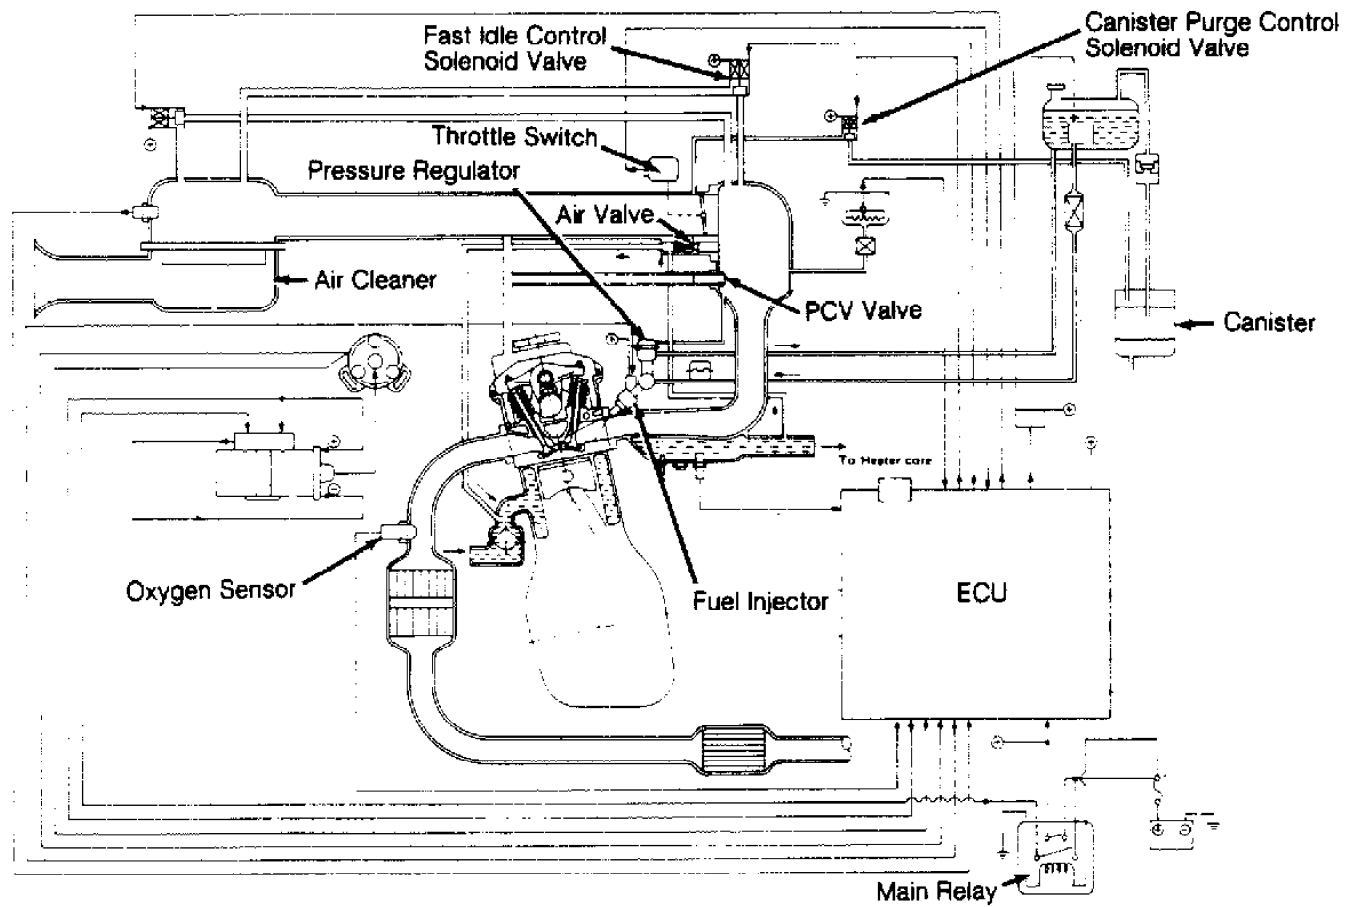 Fast Idle Control
Solenoid Valve
Canister Purge Control
Solenoid Valve
Throttle Switch
Pressure Regulator
Air Valve
Air Cleaner
PCV Valve
Canister
To Heater core
Oxygen Sensor
Fuel Injector
ECU
Main Relay